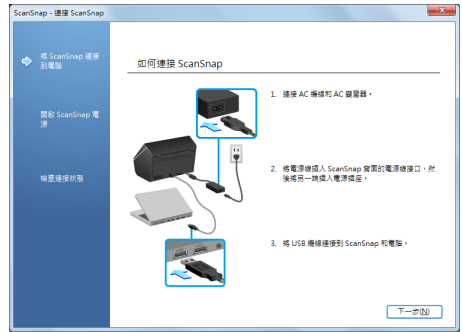 ScanSnap - 連接 ScanSnap
將 ScanSnap 連接
到電腦
開啟 ScanSnap 電
源
檢查連接狀態
如何連接 ScanSnap
1. 連接 AC 纜線和 AC 變壓器。
2. 將電源線插入 ScanSnap 背面的電源線接口，然
後將另一端插入電源插座。
3. 將 USB 纜線連接到 ScanSnap 和電腦。
下一步(N)